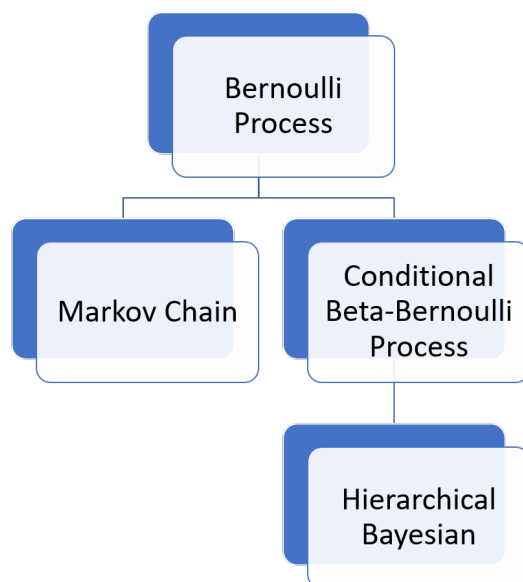 Bernoulli
Process
Markov Chain
Conditional
Beta-Bernoulli
Process
Hierarchical
Bayesian